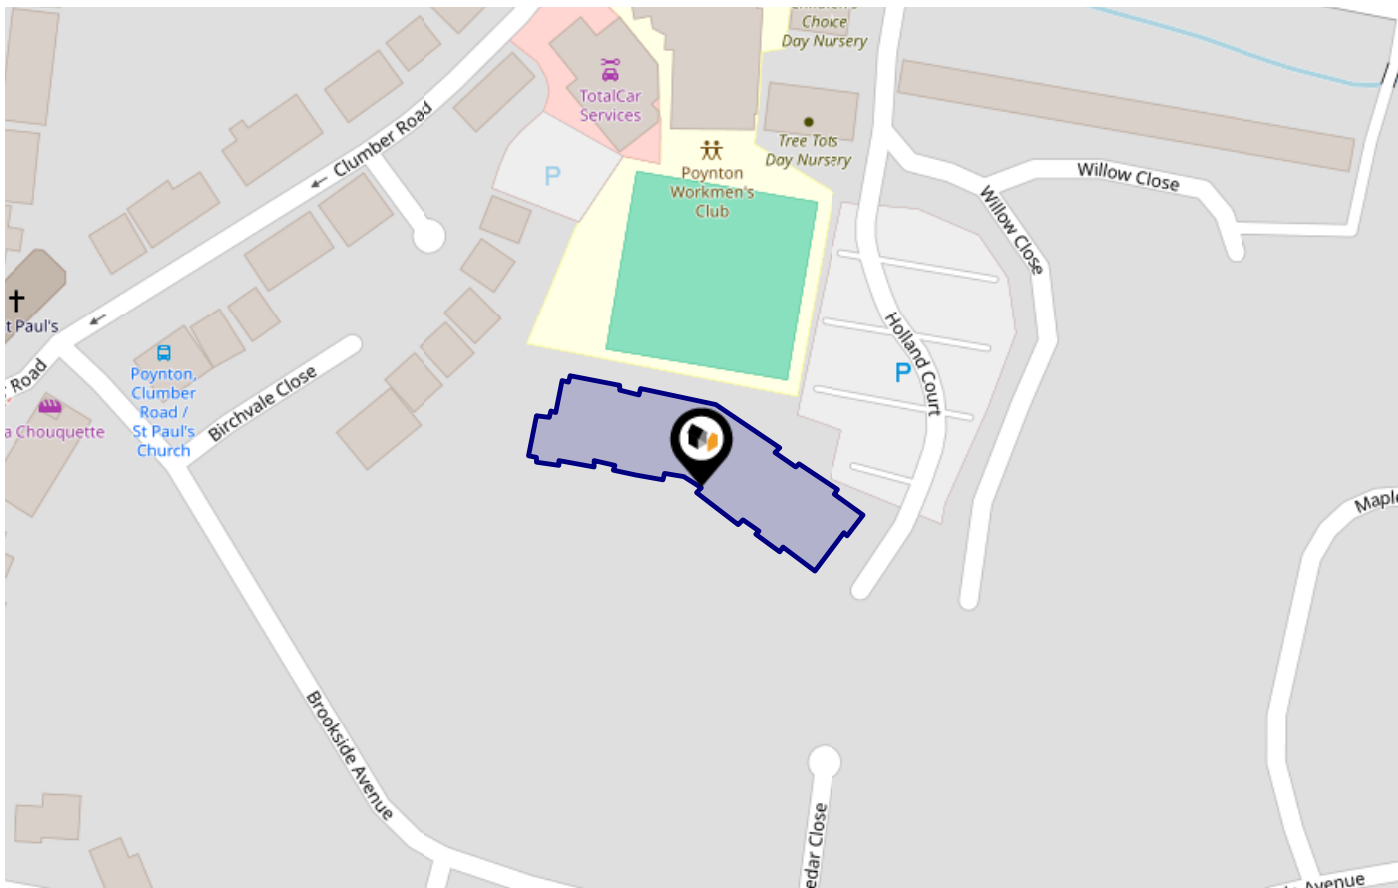 Choice
Day Nursery
TotalCar
Services
Clumber Road
Tree Tots
Day Nursery
P
Poynton
Workmen's
Club
Willow Close
Willow Close
t Paul's
Holland Court
P
Road
Poynton,
Clumber
Road /
St Paul's
Church
Birchvale Close
a Chouquette
Maple
Brookside Avenue
edar Close
Avenue